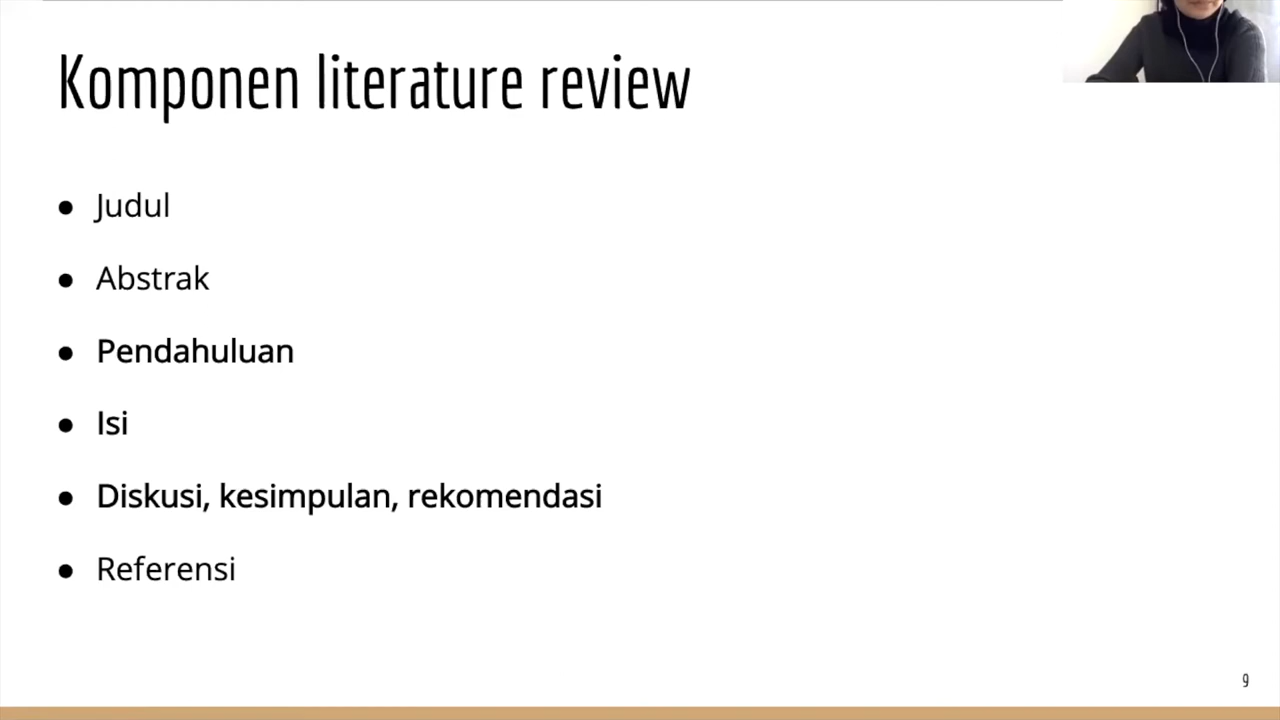 Komponen literature review
● Judul
● Abstrak
● Pendahuluan
● Isi
● Diskusi, kesimpulan, rekomendasi
● Referensi
9